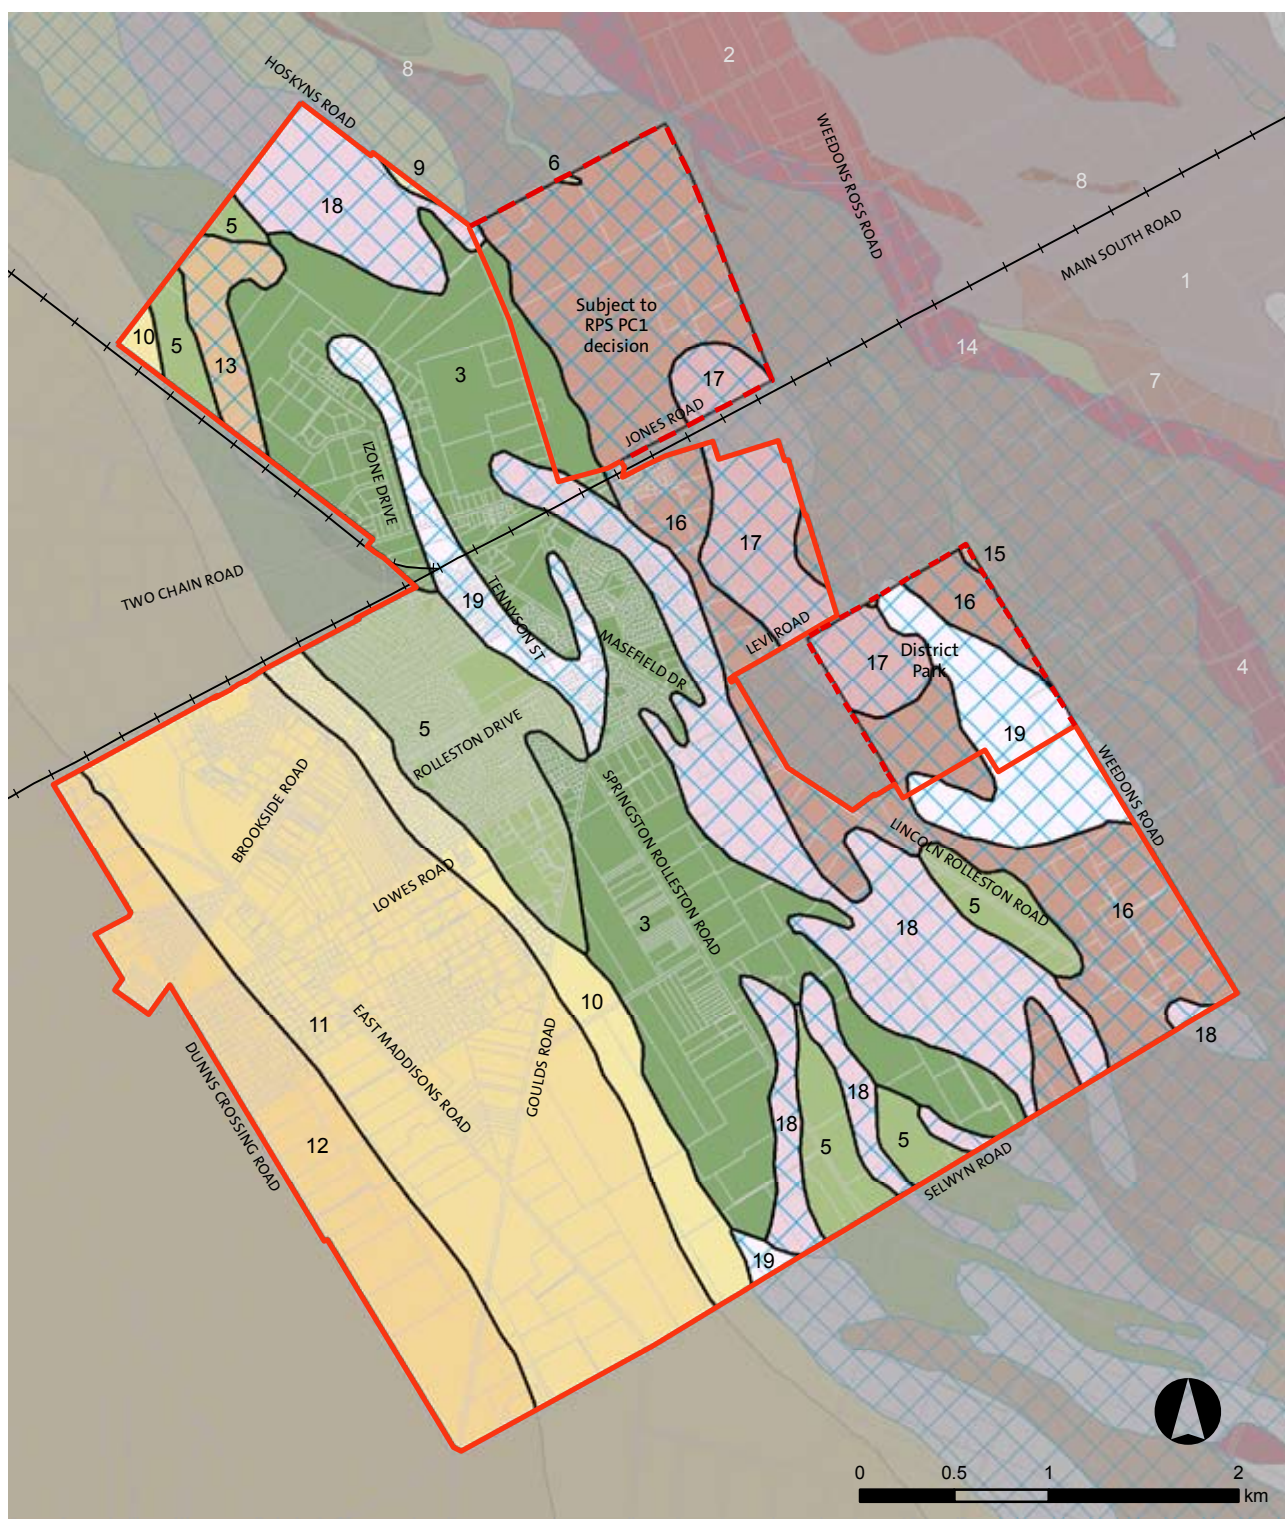 2
8
HOSKYNS ROAD
WEEDONS ROSS ROAD
9
6
8
18
5
MAIN SOUTH ROAD
1
Subject to
RPS PC1
decision
10
5
13
3
17
14
7
JONES ROAD
IZONE DRIVE
16
17
15
TWO CHAIN ROAD
19
TENNYSON ST
MASEFIELD DR
LEVI ROAD
16
17
District
Park
4
5
ROLLESTON DRIVE
19
BROOKSIDE ROAD
SPRINGSTON ROLLESTON ROAD
WEEDONS ROAD
LOWES ROAD
LINCOLN ROLLESTON ROAD
5
3
18
16
10
11
EAST MADDISONS ROAD
GOULDS ROAD
18
DUNNS CROSSING ROAD
18
18
5
5
12
SELWYN ROAD
19
0 0.5 1 2
km